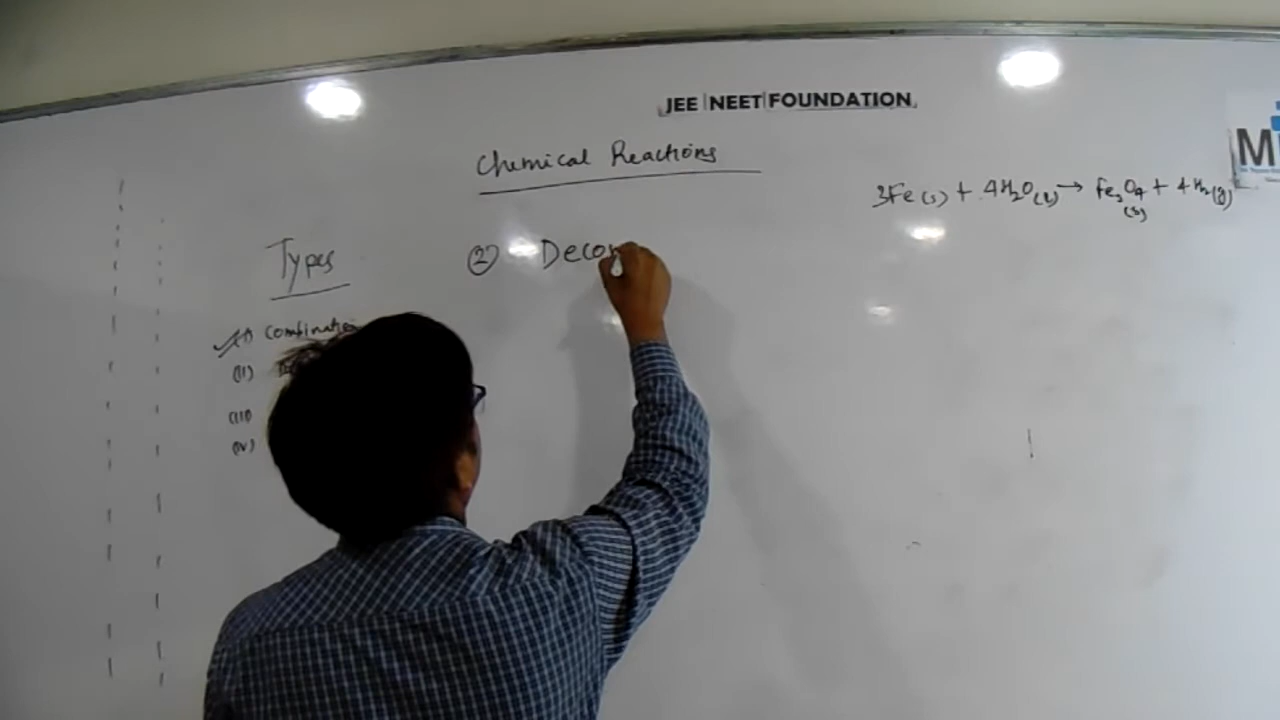 JEE | NEET | FOUNDATION
Chemical Reactions
3Fe(s) + 4H₂O(g) → Fe₃O₄(s) + 4H₂(g)
Types
② Decom
(i) Combination
(ii)
(iii)
(iv)
M